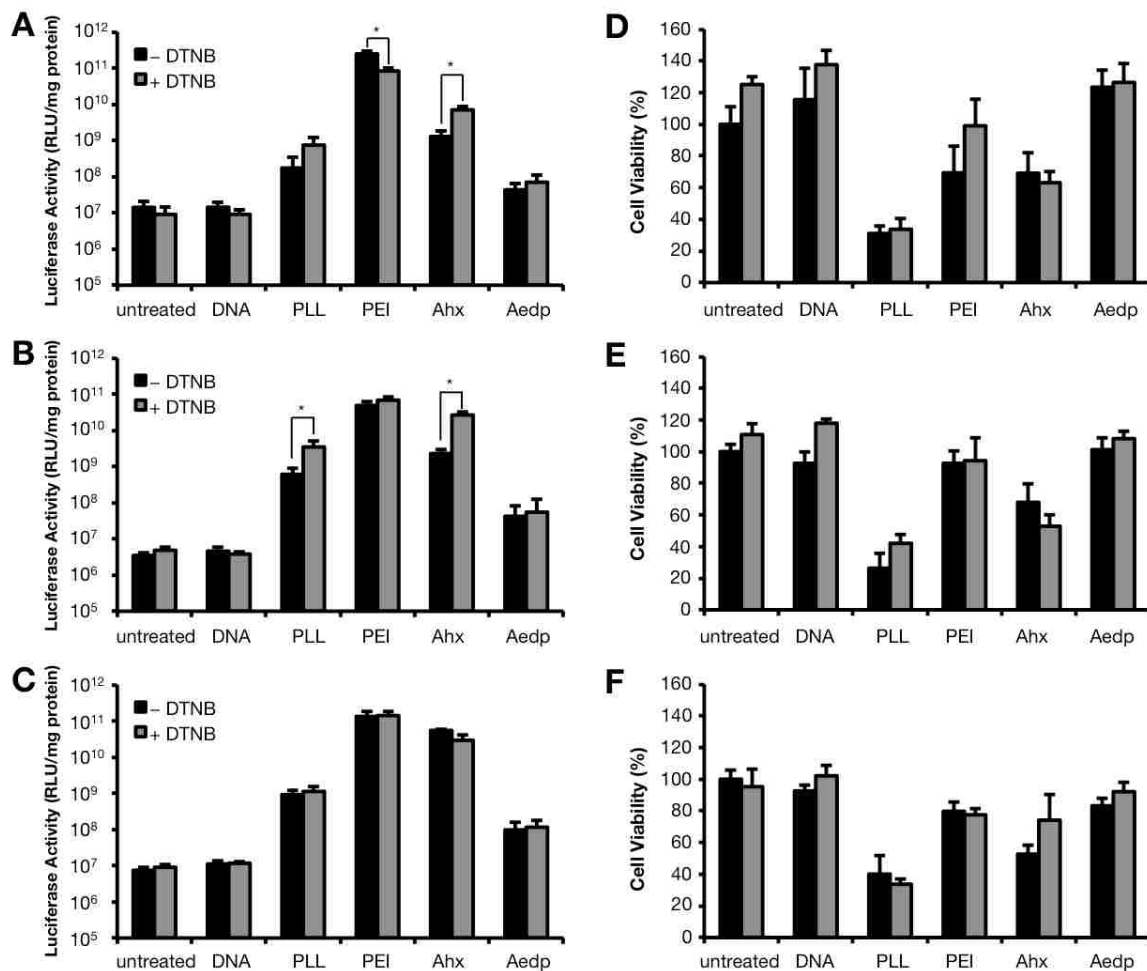 A
Luciferase Activity (RLU/mg protein)
10¹²
10¹¹
10¹⁰
10⁹
10⁸
10⁷
10⁶
10⁵
– DTNB
+ DTNB
*
*
untreated DNA PLL PEI Ahx Aedp
D
Cell Viability (%)
160
140
120
100
80
60
40
20
0
untreated DNA PLL PEI Ahx Aedp
B
Luciferase Activity (RLU/mg protein)
10¹²
10¹¹
10¹⁰
10⁹
10⁸
10⁷
10⁶
10⁵
– DTNB
+ DTNB
*
*
untreated DNA PLL PEI Ahx Aedp
E
Cell Viability (%)
160
140
120
100
80
60
40
20
0
untreated DNA PLL PEI Ahx Aedp
C
Luciferase Activity (RLU/mg protein)
10¹²
10¹¹
10¹⁰
10⁹
10⁸
10⁷
10⁶
10⁵
– DTNB
+ DTNB
untreated DNA PLL PEI Ahx Aedp
F
Cell Viability (%)
160
140
120
100
80
60
40
20
0
untreated DNA PLL PEI Ahx Aedp